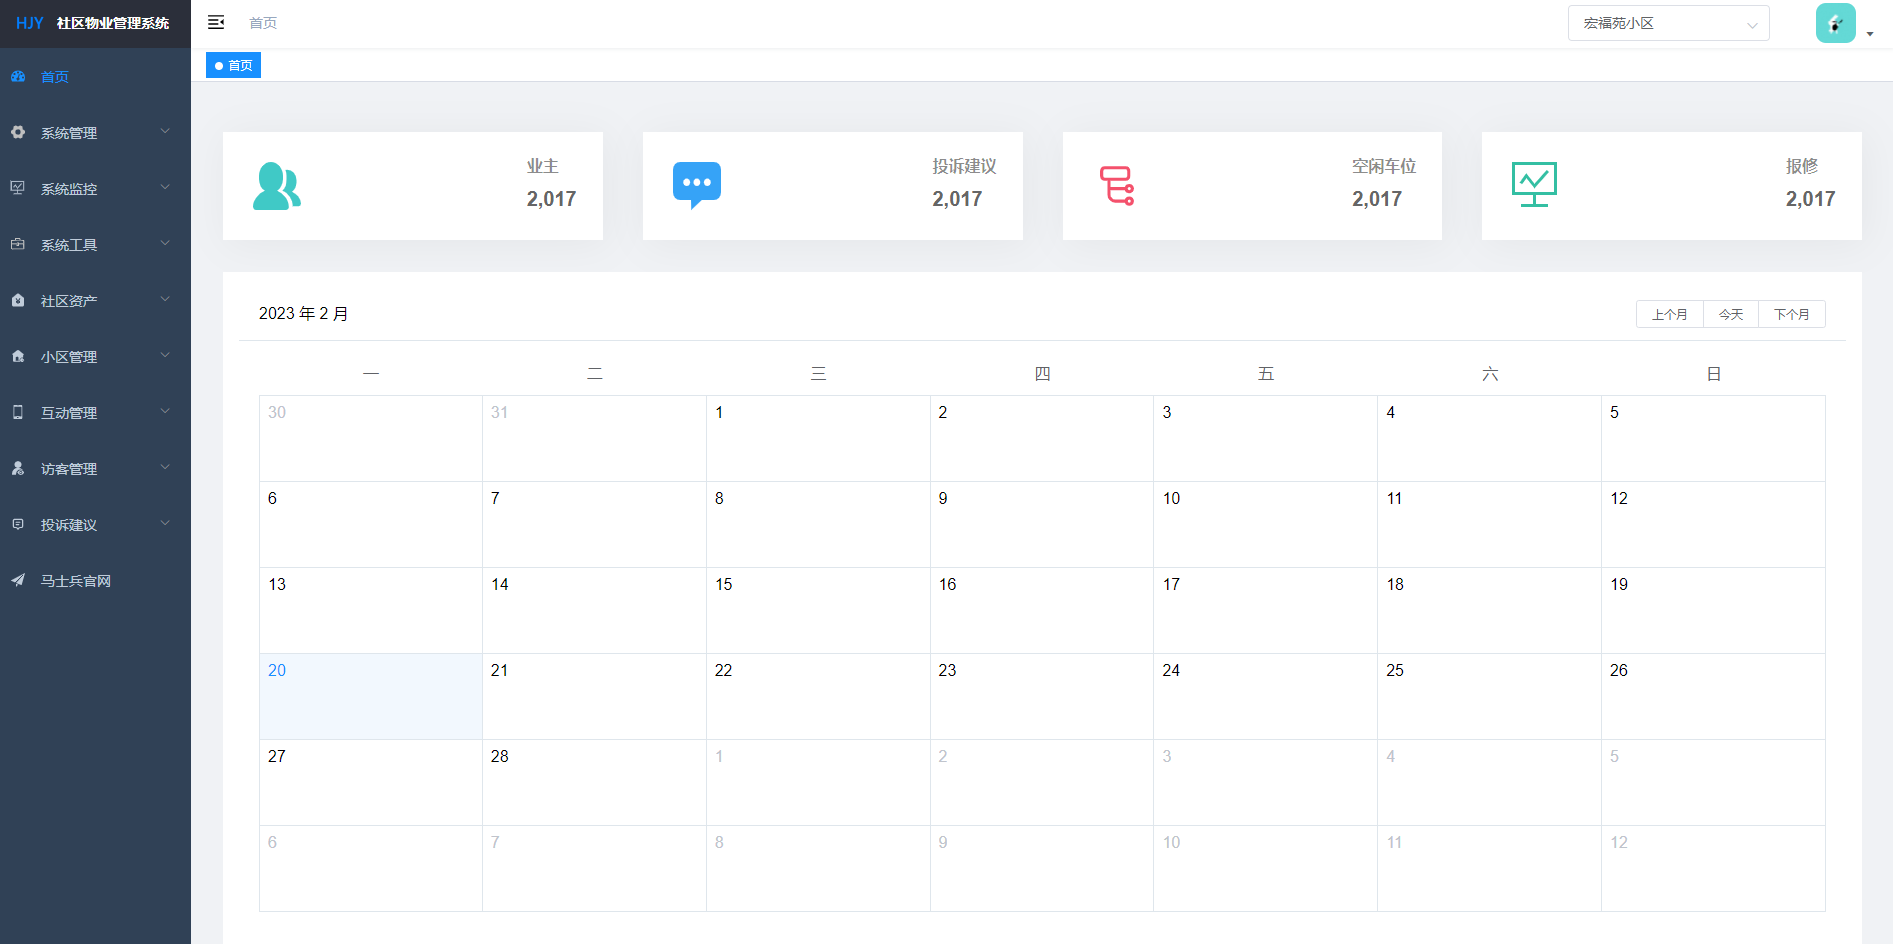 HJY 社区物业管理系统
首页
系统管理
系统监控
系统工具
社区资产
小区管理
互动管理
访客管理
投诉建议
马士兵官网
首页
宏福苑小区
首页
业主
2,017
投诉建议
2,017
空闲车位
2,017
报修
2,017
2023 年 2 月
上个月 今天 下个月
一 二 三 四 五 六 日
30 31 1 2 3 4 5
6 7 8 9 10 11 12
13 14 15 16 17 18 19
20 21 22 23 24 25 26
27 28 1 2 3 4 5
6 7 8 9 10 11 12